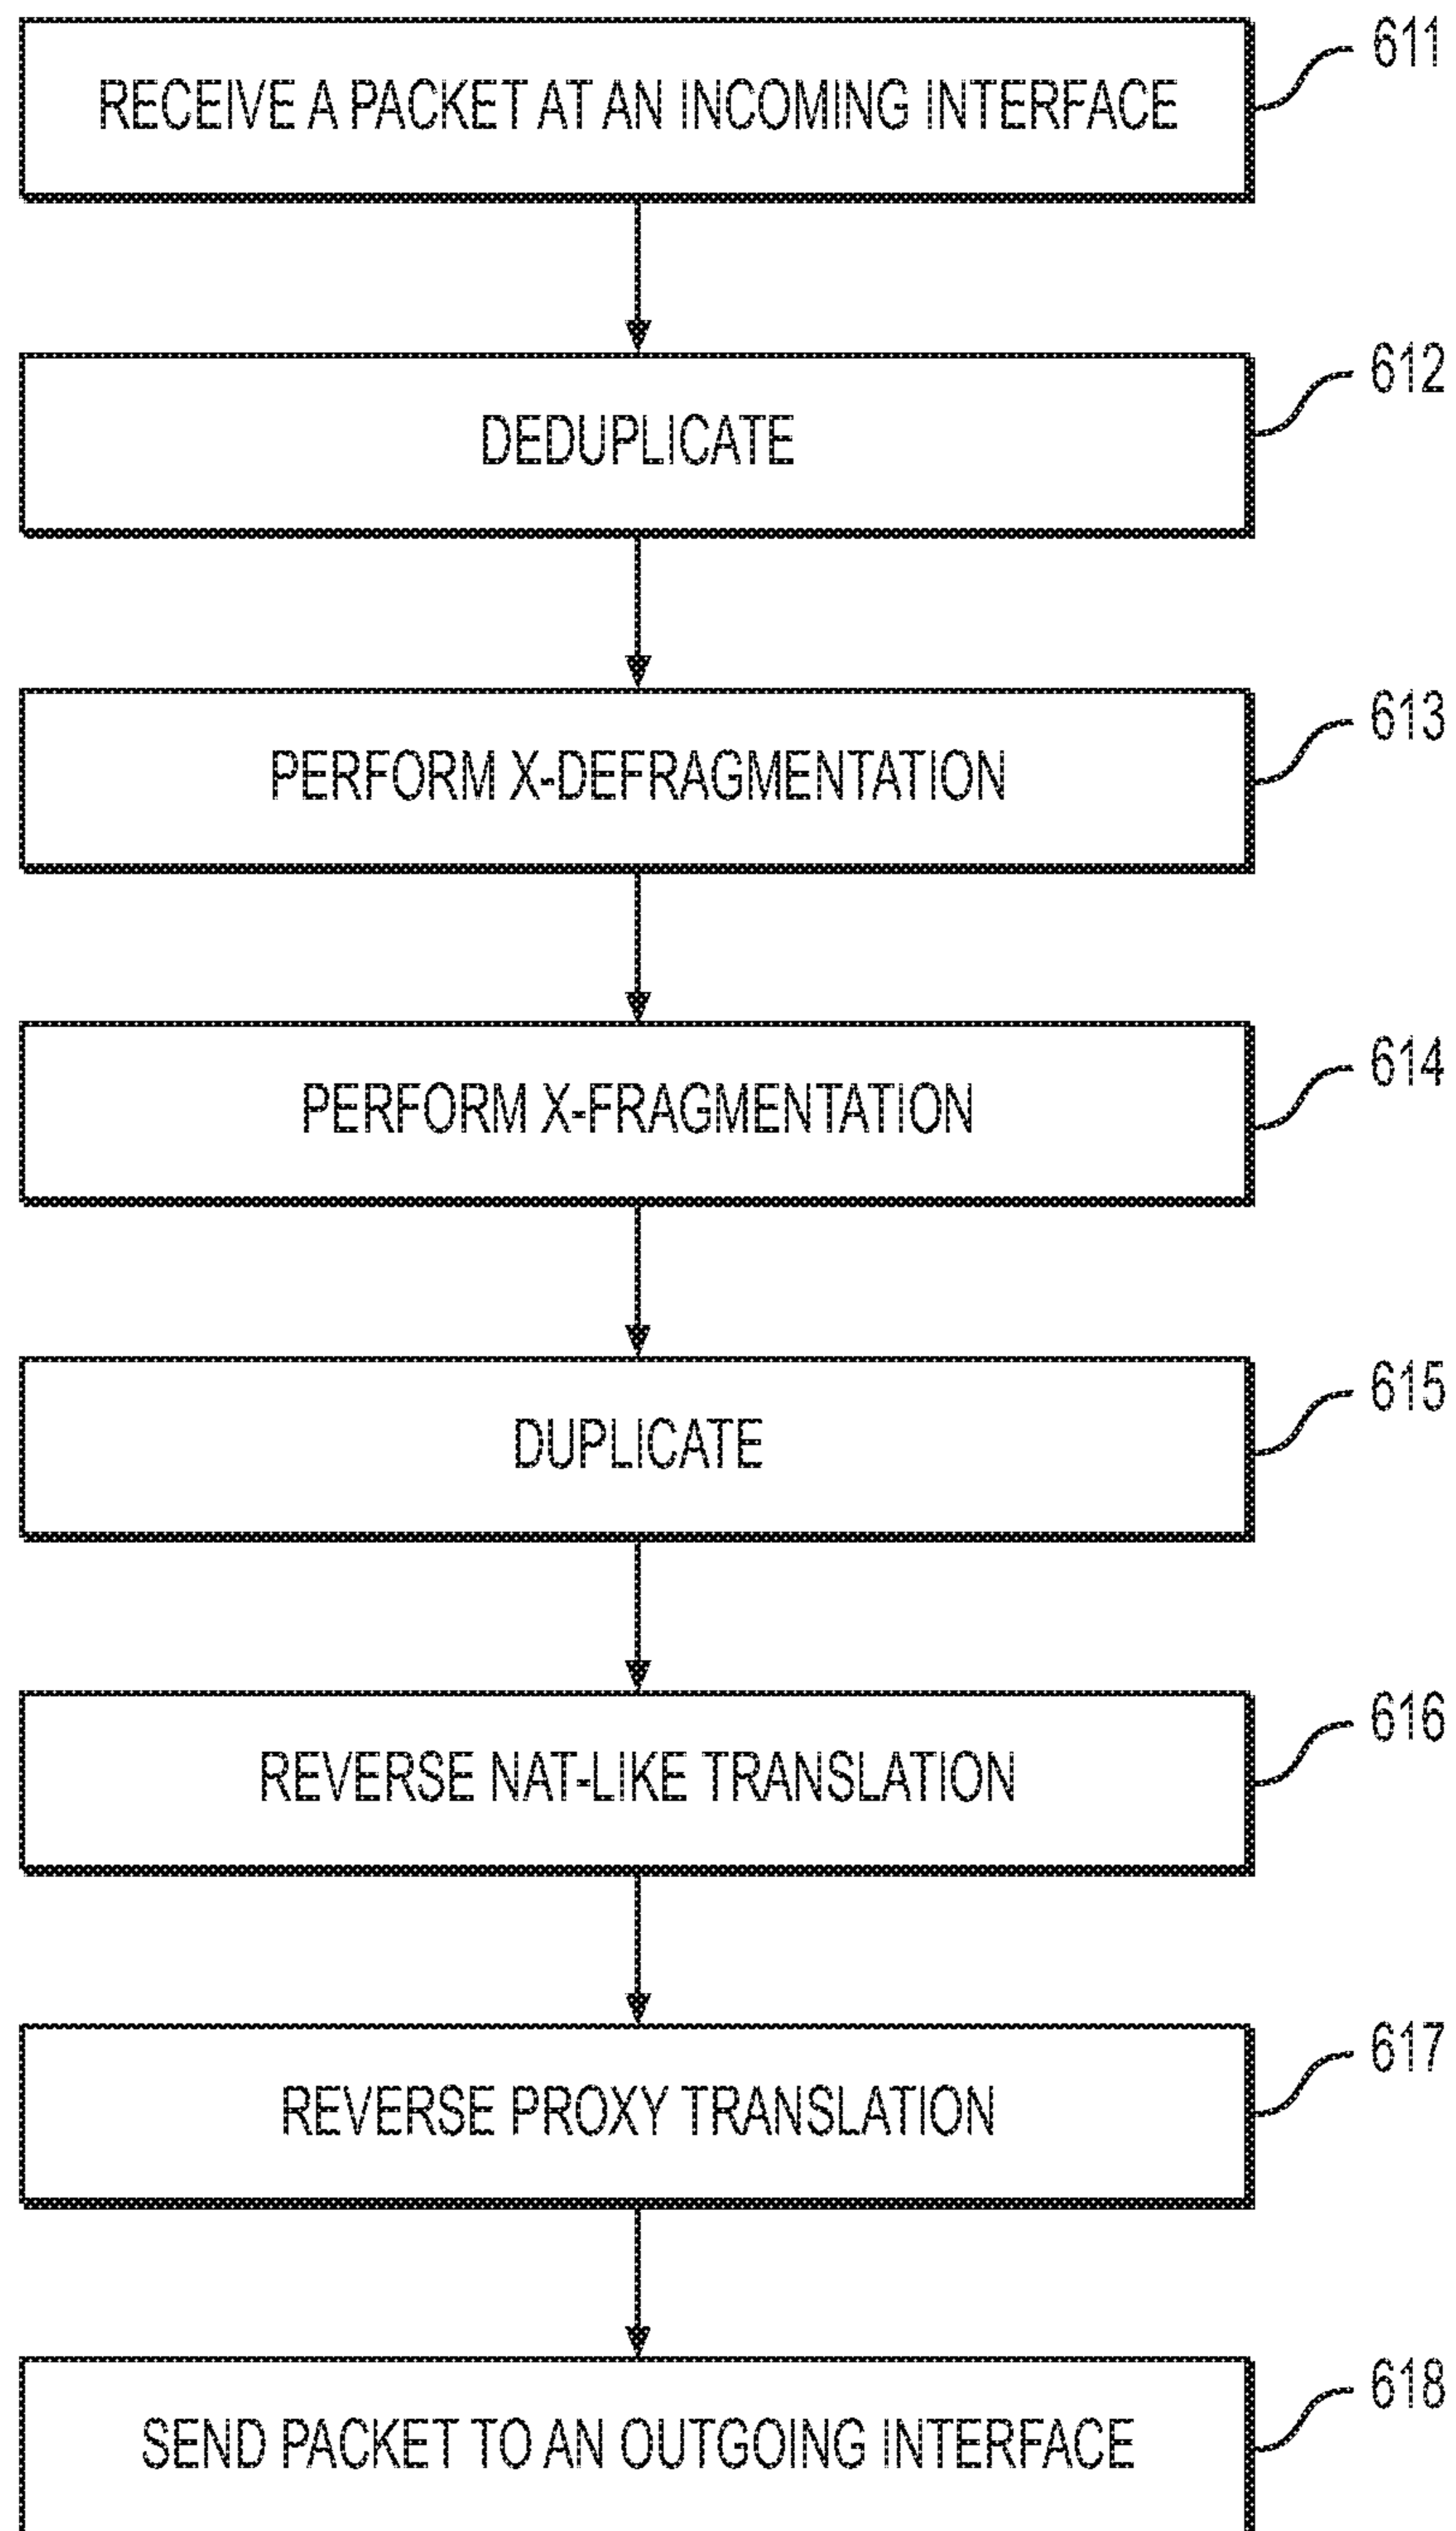 RECEIVE A PACKET AT AN INCOMING INTERFACE
611
DEDUPLICATE
612
PERFORM X-DEFRAGMENTATION
613
PERFORM X-FRAGMENTATION
614
DUPLICATE
615
REVERSE NAT-LIKE TRANSLATION
616
REVERSE PROXY TRANSLATION
617
SEND PACKET TO AN OUTGOING INTERFACE
618